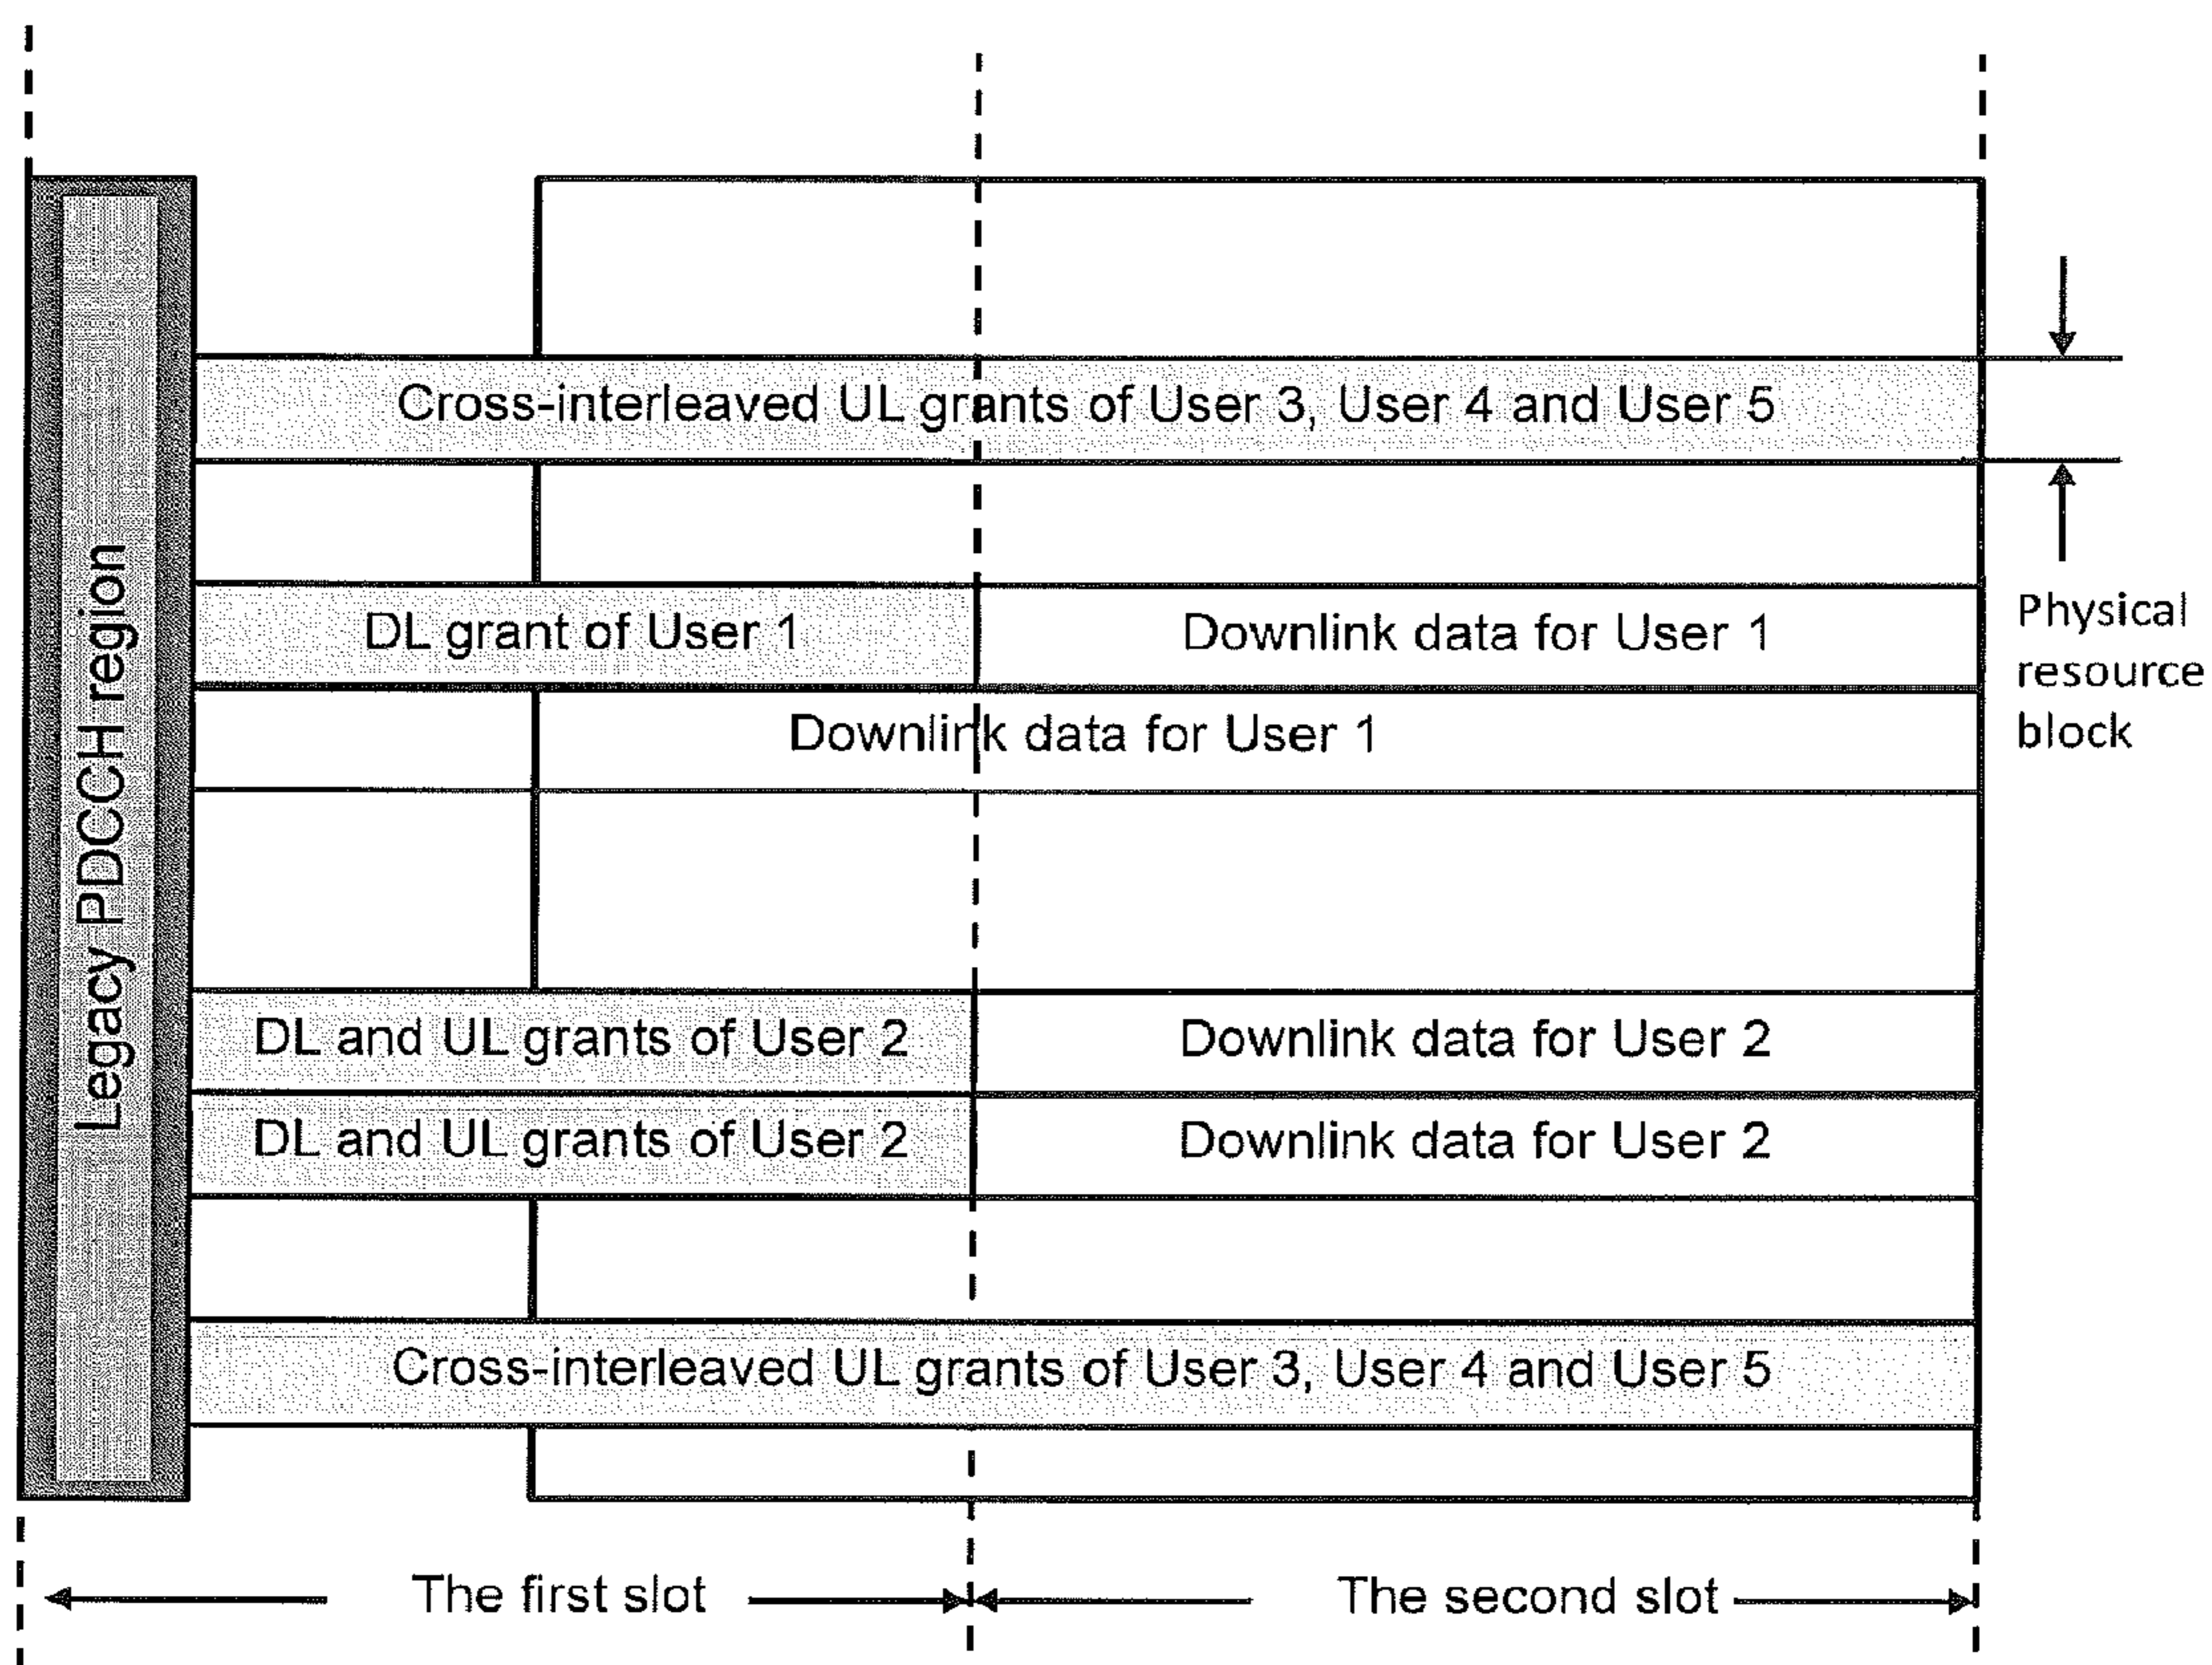 Legacy PDCCH region
Cross-interleaved UL grants of User 3, User 4 and User 5
DL grant of User 1
Downlink data for User 1
Physical
resource
block
Downlink data for User 1
DL and UL grants of User 2
Downlink data for User 2
DL and UL grants of User 2
Downlink data for User 2
Cross-interleaved UL grants of User 3, User 4 and User 5
The first slot
The second slot